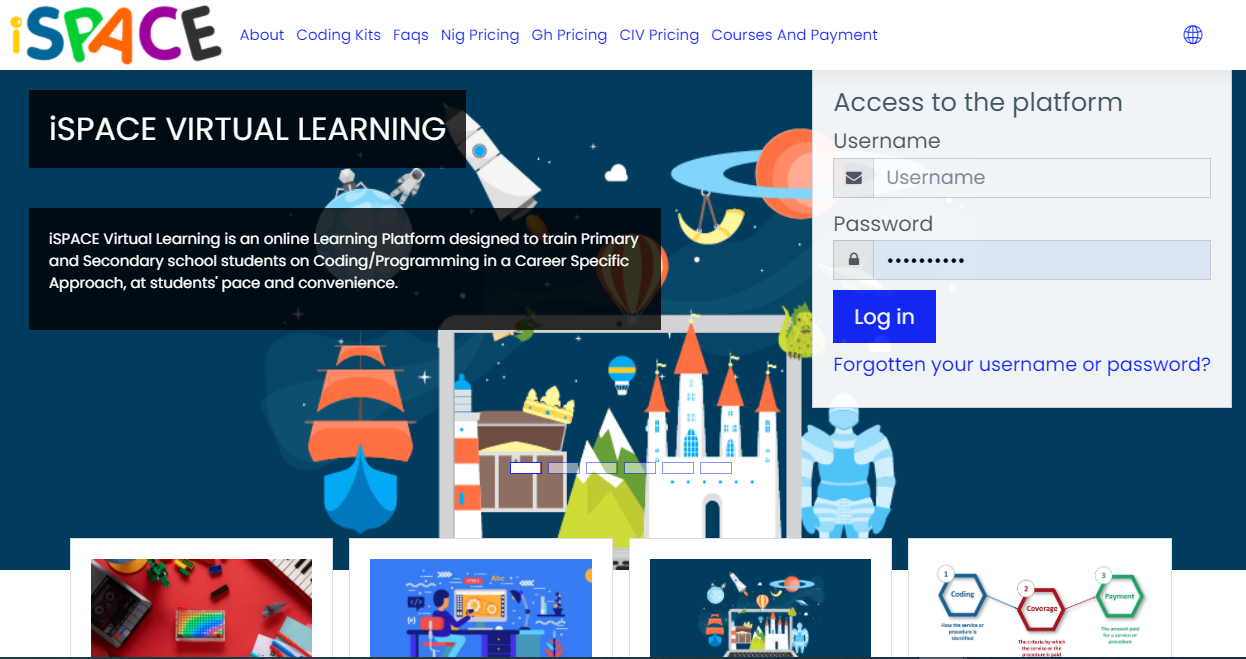 iSPACE
About Coding Kits Faqs Nig Pricing Gh Pricing CIV Pricing Courses And Payment
iSPACE VIRTUAL LEARNING
iSPACE Virtual Learning is an online Learning Platform designed to train Primary
and Secondary school students on Coding/Programming in a Career Specific
Approach, at students' pace and convenience.
Access to the platform
Username
Username
Password
••••••••••
Log in
Forgotten your username or password?
HTML5
Abc
1
Coding
How the service or
procedure is
identified
2
Coverage
The criteria by which
the service or the
procedure is paid
3
Payment
The amount paid
for a service or
procedure